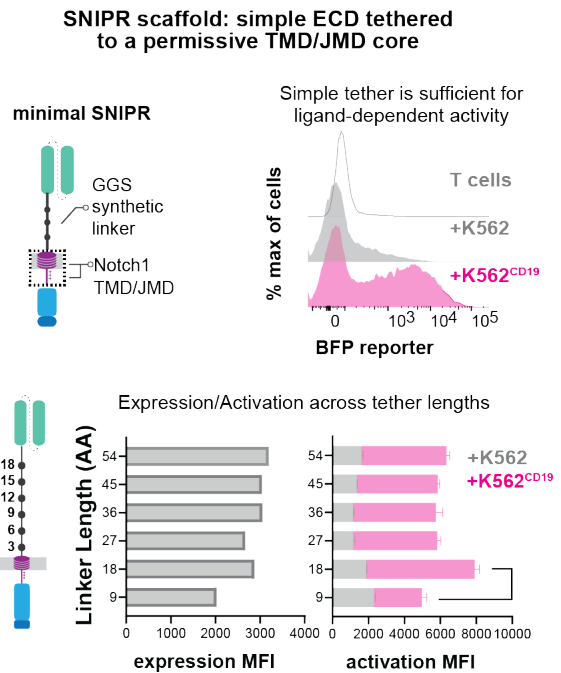 SNIPR scaffold: simple ECD tethered
to a permissive TMD/JMD core
minimal SNIPR
GGS
synthetic
linker
Notch1
TMD/JMD
Simple tether is sufficient for
ligand-dependent activity
% max of cells
T cells
+K562
+K562CD19
0 10³ 10⁴ 10⁵
BFP reporter
Expression/Activation across tether lengths
18
15
12
9
6
3
Linker Length (AA)
54
45
36
27
18
9
0 1000 2000 3000 4000
expression MFI
54
45
36
27
18
9
+K562
+K562CD19
0 2000 4000 6000 8000 10000
activation MFI